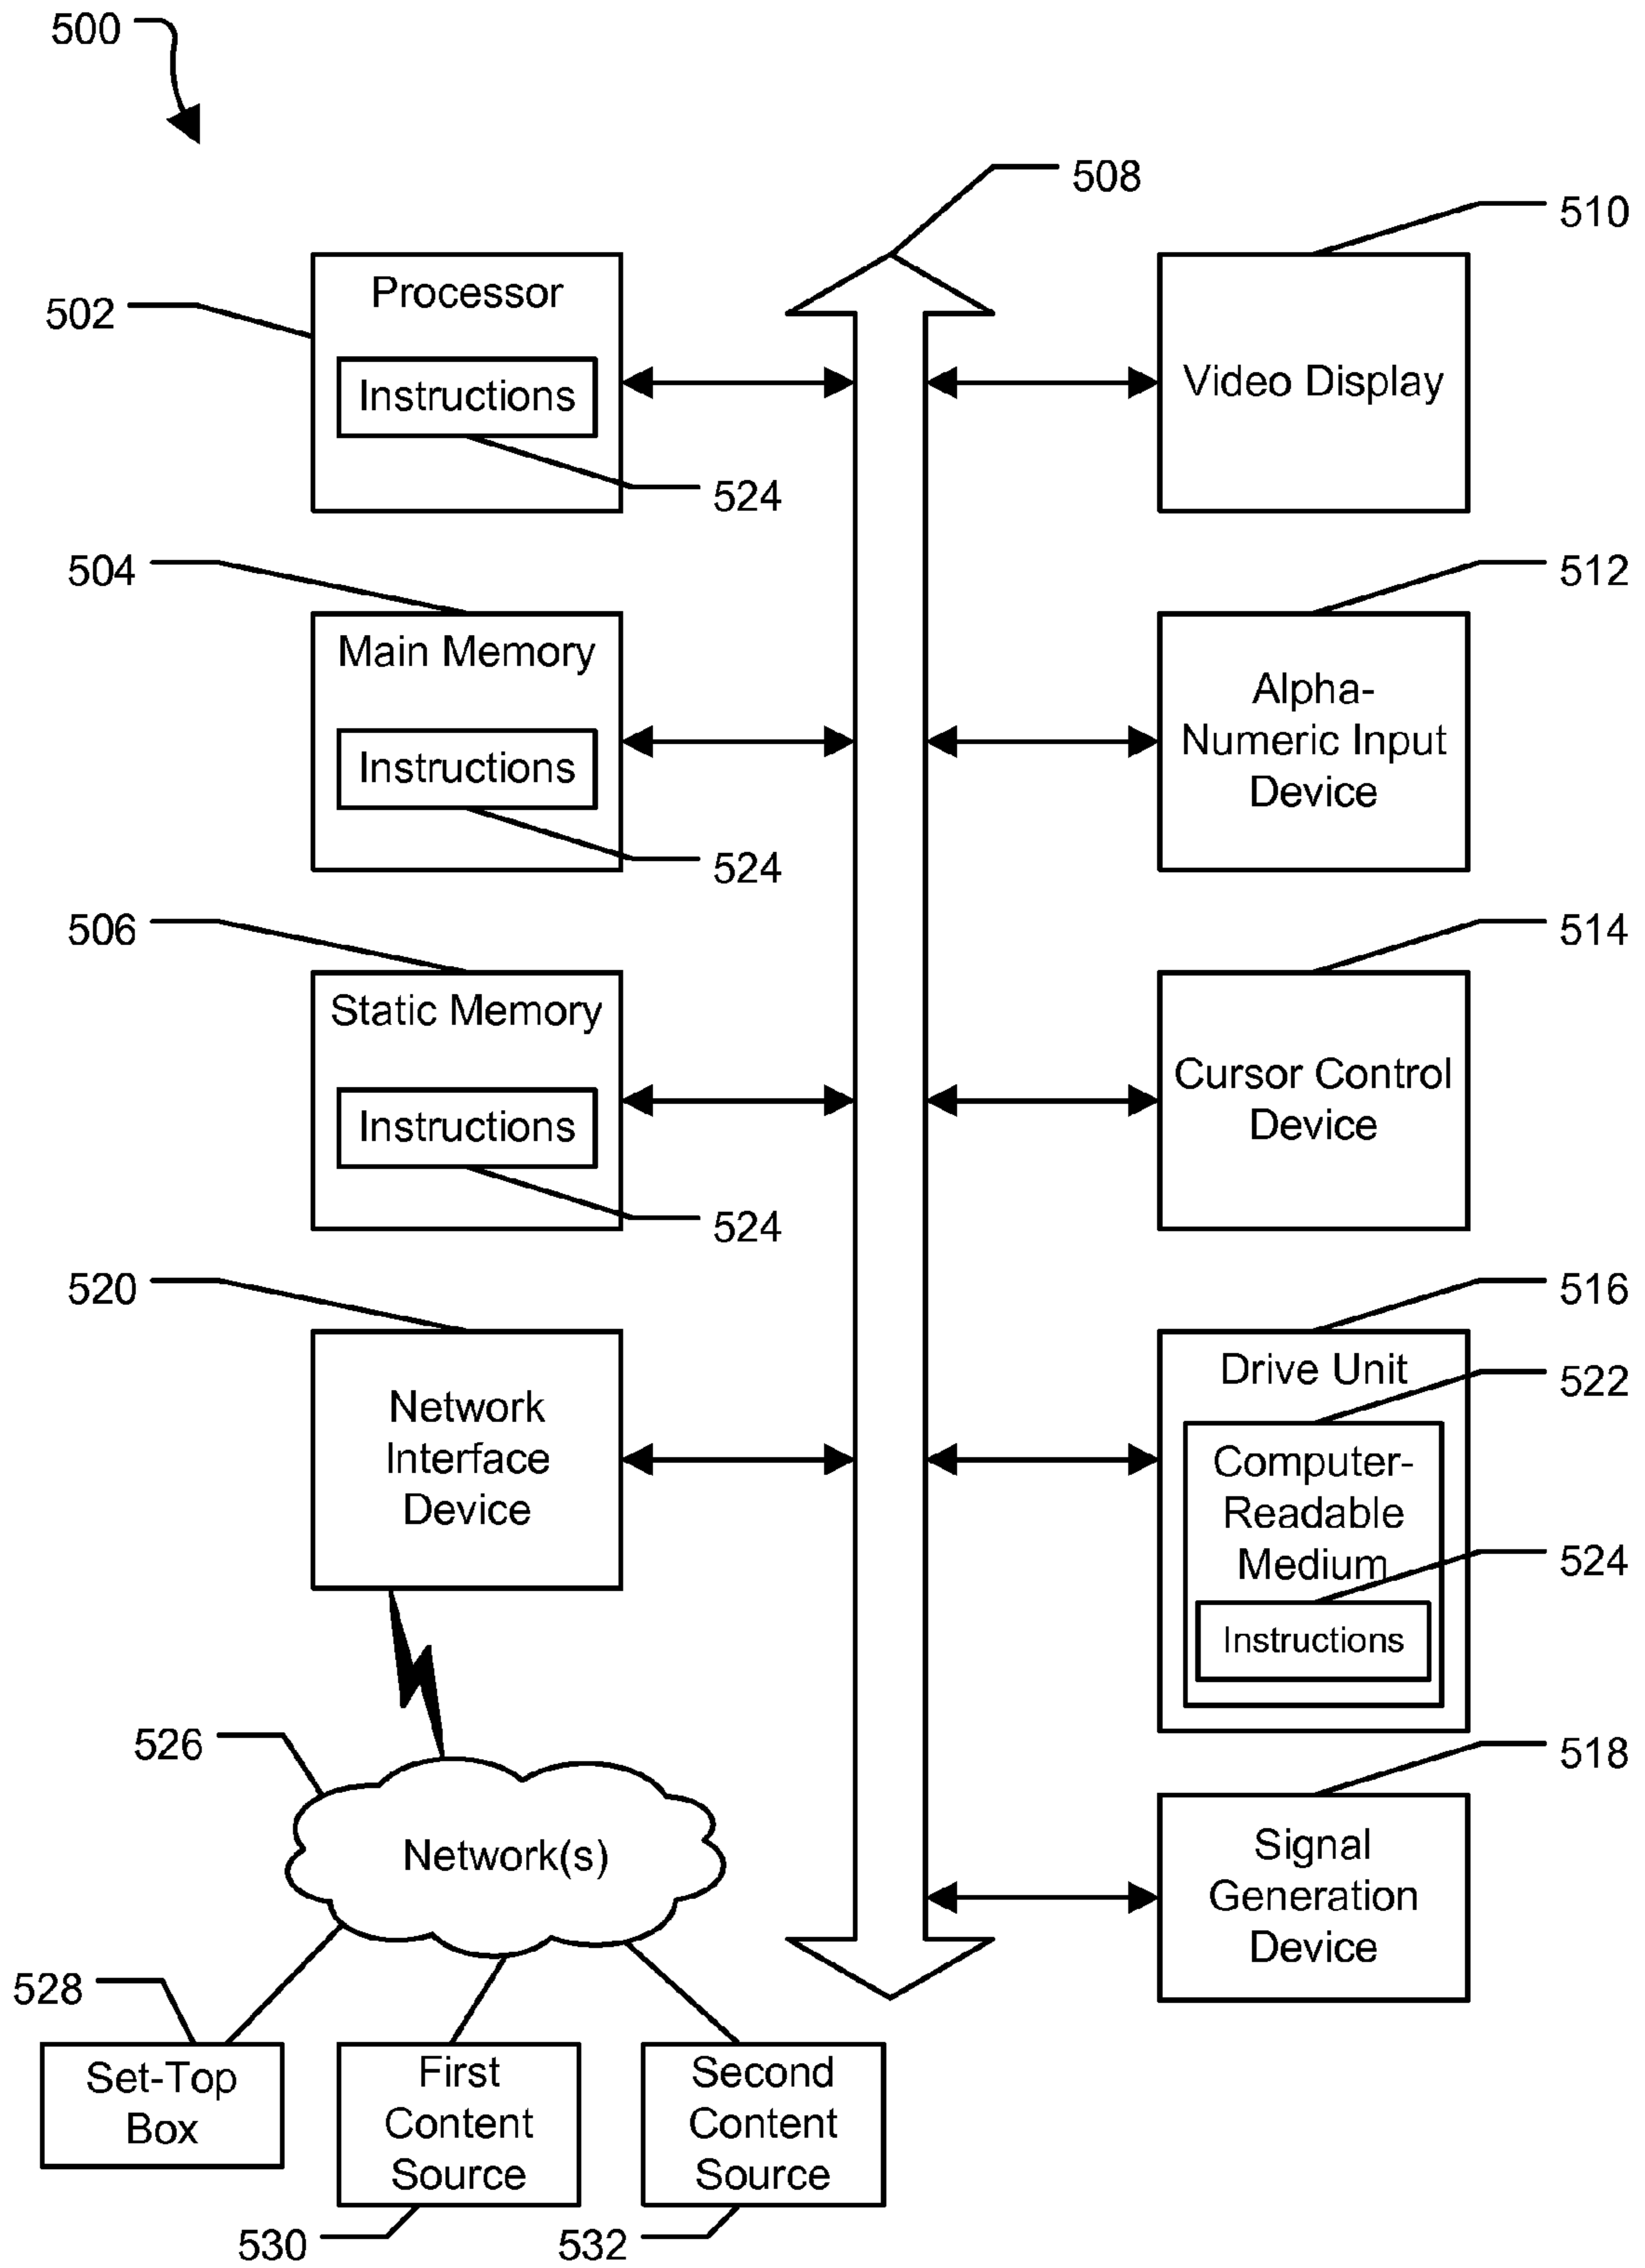 500
508
510
502
Processor
Instructions
524
Video Display
504
Main Memory
Instructions
524
512
Alpha-
Numeric Input
Device
506
Static Memory
Instructions
524
514
Cursor Control
Device
520
Network
Interface
Device
516
Drive Unit
522
Computer-
Readable
Medium
524
Instructions
526
Network(s)
518
Signal
Generation
Device
528
Set-Top
Box
First
Content
Source
530
Second
Content
Source
532